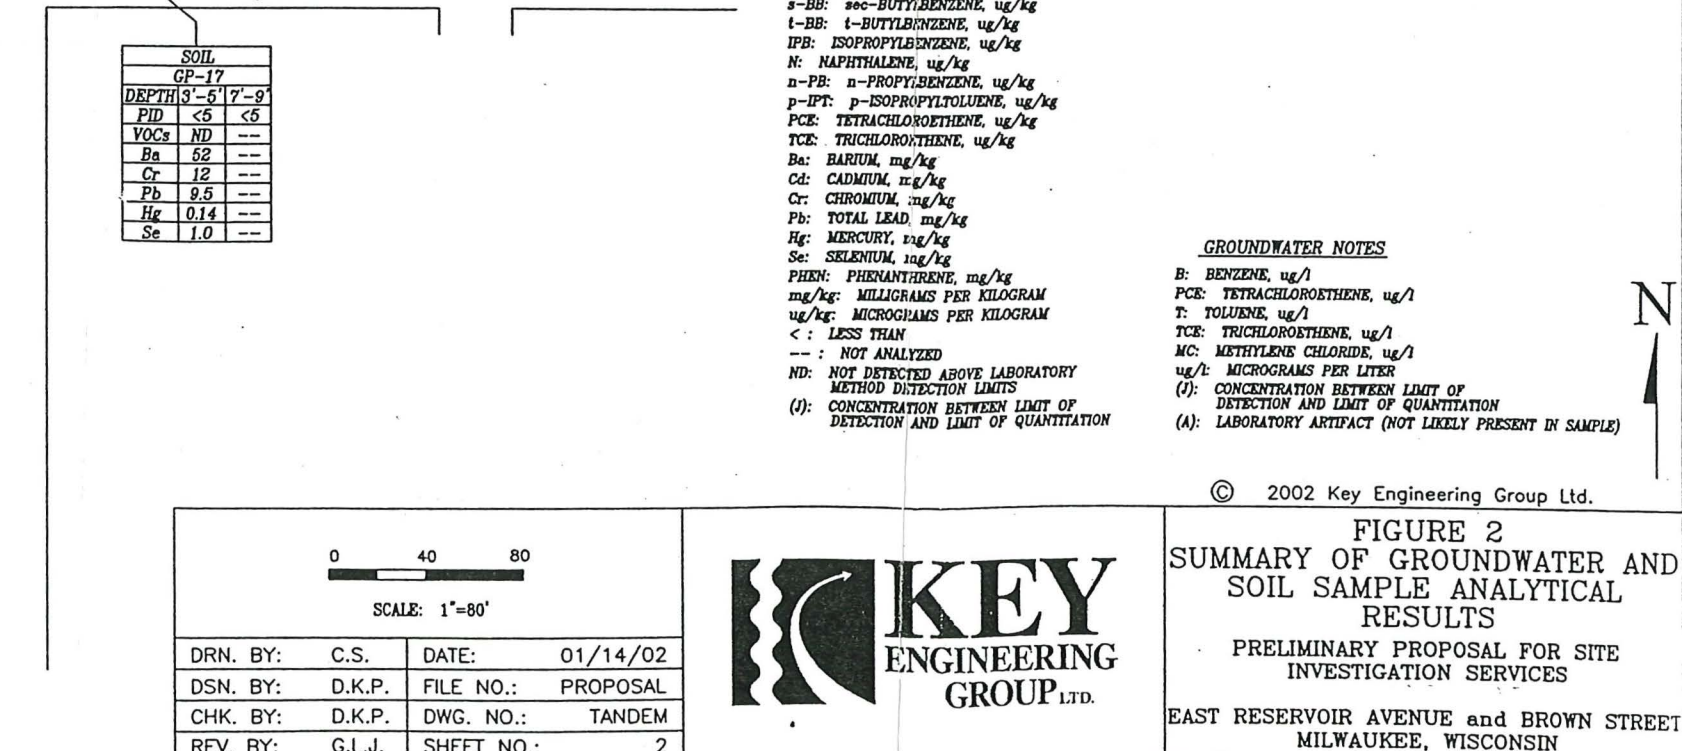 SOIL
GP-17
DEPTH 3'-5' 7'-9'
PID <5 <5
VOCs ND --
Ba 52 --
Cr 12 --
Pb 9.5 --
Hg 0.14 --
Se 1.0 --
s-BB: sec-BUTYLBENZENE, ug/kg
t-BB: t-BUTYLBENZENE, ug/kg
IPB: ISOPROPYLBENZENE, ug/kg
N: NAPHTHALENE, ug/kg
n-PB: n-PROPYLBENZENE, ug/kg
p-IPT: p-ISOPROPYLTOLUENE, ug/kg
PCE: TETRACHLOROETHENE, ug/kg
TCE: TRICHLOROETHENE, ug/kg
Ba: BARIUM, mg/kg
Cd: CADMIUM, mg/kg
Cr: CHROMIUM, mg/kg
Pb: TOTAL LEAD, mg/kg
Hg: MERCURY, mg/kg
Se: SELENIUM, mg/kg
PHEN: PHENANTHRENE, mg/kg
mg/kg: MILLIGRAMS PER KILOGRAM
ug/kg: MICROGRAMS PER KILOGRAM
< : LESS THAN
-- : NOT ANALYZED
ND: NOT DETECTED ABOVE LABORATORY
METHOD DETECTION LIMITS
(J): CONCENTRATION BETWEEN LIMIT OF
DETECTION AND LIMIT OF QUANTITATION
GROUNDWATER NOTES
B: BENZENE, ug/l
PCE: TETRACHLOROETHENE, ug/l
T: TOLUENE, ug/l
TCE: TRICHLOROETHENE, ug/l
MC: METHYLENE CHLORIDE, ug/l
ug/l: MICROGRAMS PER LITER
(J): CONCENTRATION BETWEEN LIMIT OF
DETECTION AND LIMIT OF QUANTITATION
(A): LABORATORY ARTIFACT (NOT LIKELY PRESENT IN SAMPLE)
N
© 2002 Key Engineering Group Ltd.
0 40 80
SCALE: 1"=80'
DRN. BY: C.S. DATE: 01/14/02
DSN. BY: D.K.P. FILE NO.: PROPOSAL
CHK. BY: D.K.P. DWG. NO.: TANDEM
REV. BY: G.L.J. SHEET NO.: 2
KEY
ENGINEERING
GROUP LTD.
FIGURE 2
SUMMARY OF GROUNDWATER AND
SOIL SAMPLE ANALYTICAL
RESULTS
PRELIMINARY PROPOSAL FOR SITE
INVESTIGATION SERVICES
EAST RESERVOIR AVENUE and BROWN STREET
MILWAUKEE, WISCONSIN